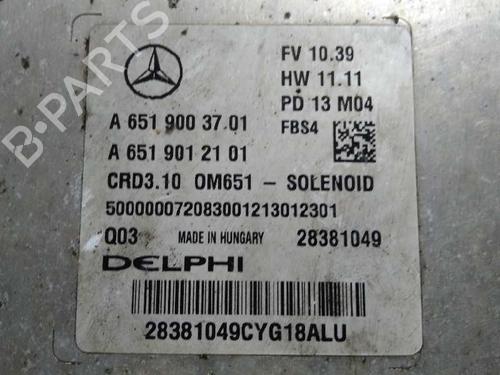 B-PARTS
FV 10.39
HW 11.11
PD 13 M04
FBS4
A 651 900 37 01
A 651 901 21 01
CRD3.10 OM651 - SOLENOID
500000072083001213012301
Q03 MADE IN HUNGARY 28381049
DELPHI
28381049CYG18ALU